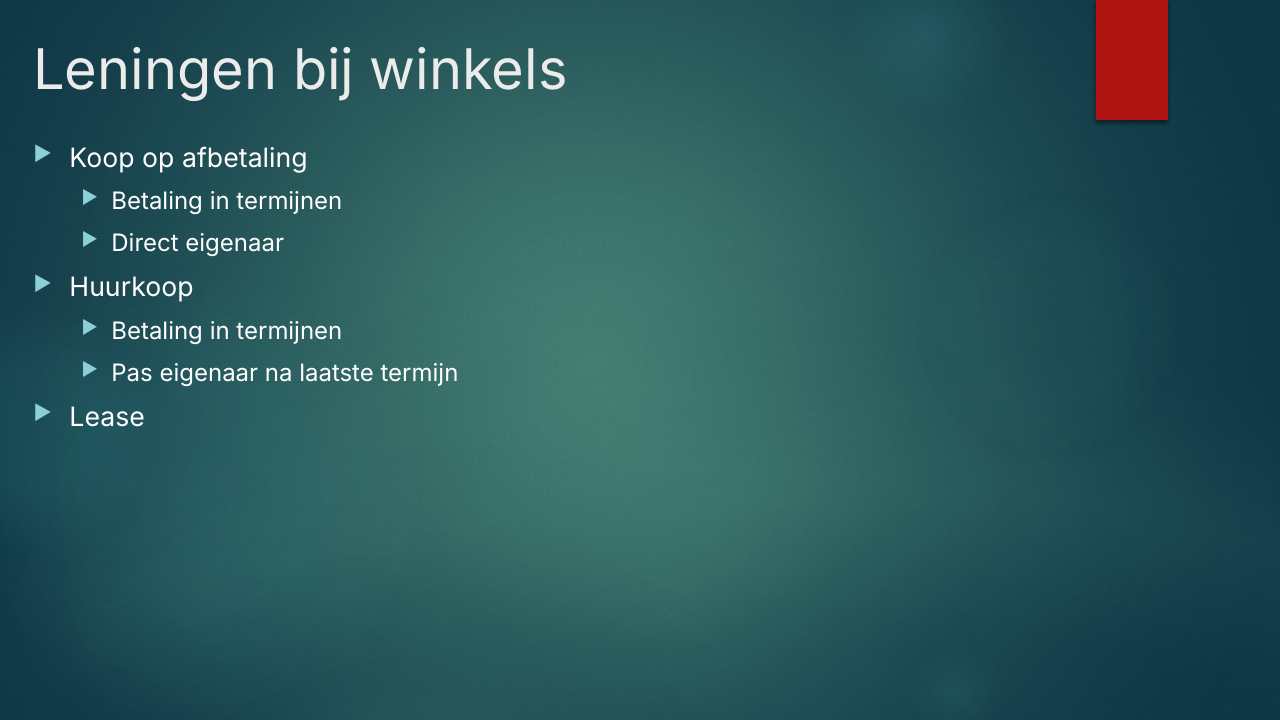 Leningen bij winkels
Koop op afbetaling
Betaling in termijnen
Direct eigenaar
Huurkoop
Betaling in termijnen
Pas eigenaar na laatste termijn
Lease